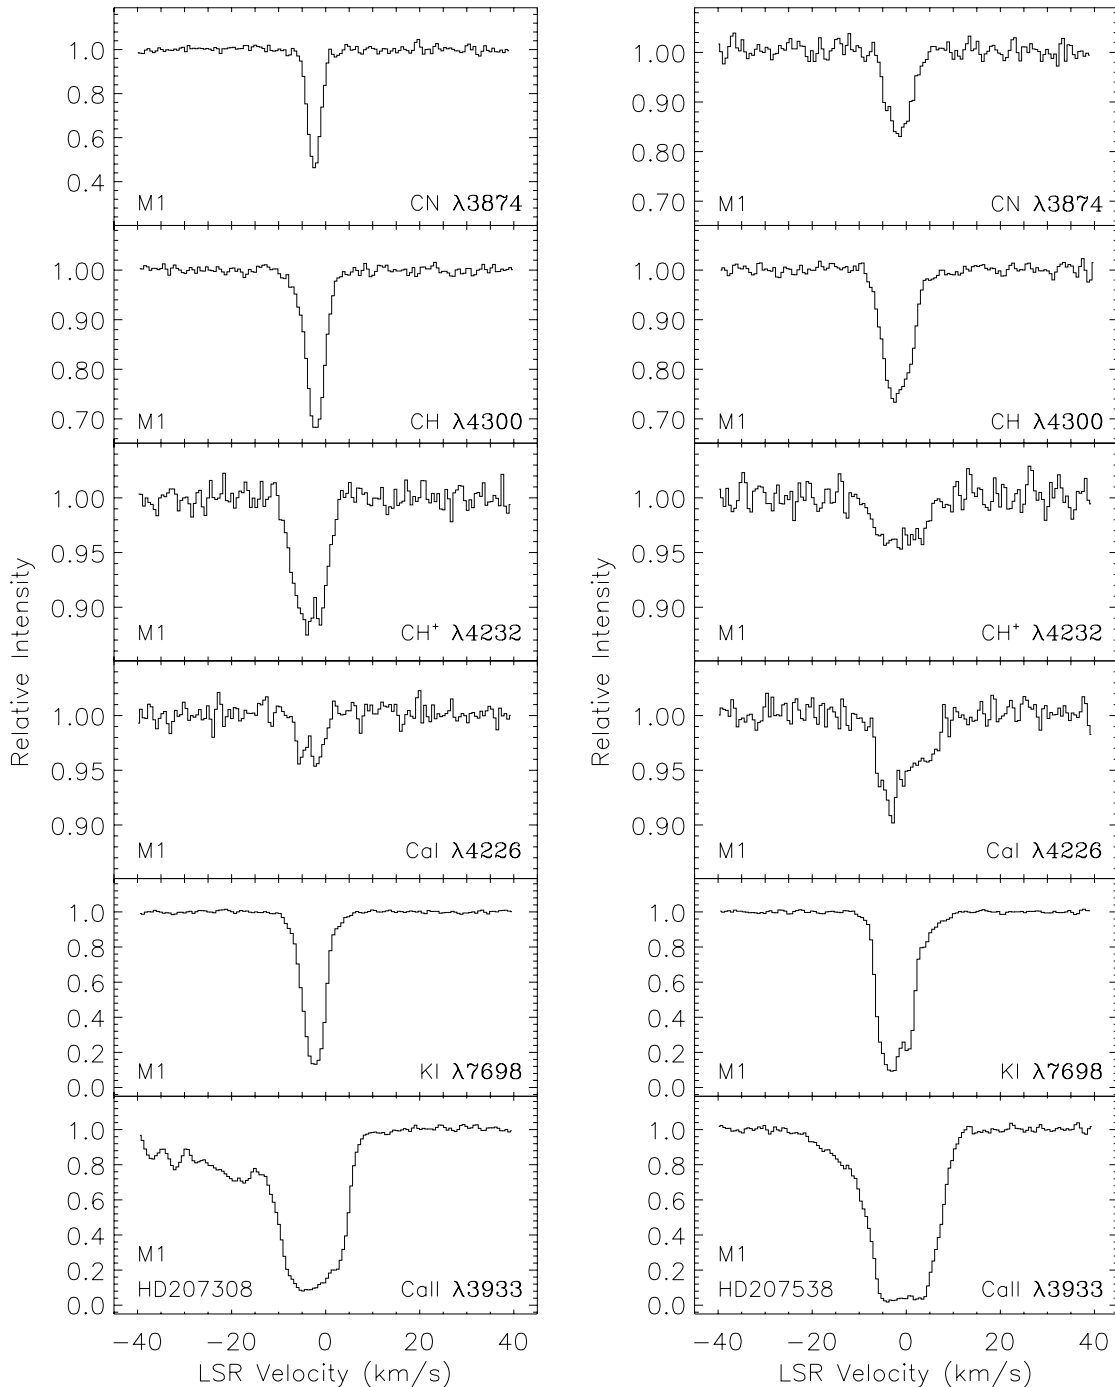 1.0
0.8
0.6
0.4
M1 CN λ3874
1.00
0.90
0.80
0.70
M1 CH λ4300
1.00
0.95
0.90
M1 CH⁺ λ4232
1.00
0.95
0.90
M1 CaI λ4226
1.0
0.8
0.6
0.4
0.2
0.0
M1 KI λ7698
1.0
0.8
0.6
0.4
0.2
0.0
M1
HD207308 CaII λ3933
−40 −20 0 20 40
LSR Velocity (km/s)
Relative Intensity
1.00
0.90
0.80
0.70
M1 CN λ3874
1.00
0.90
0.80
0.70
M1 CH λ4300
1.00
0.95
0.90
M1 CH⁺ λ4232
1.00
0.95
0.90
M1 CaI λ4226
1.0
0.8
0.6
0.4
0.2
0.0
M1 KI λ7698
1.0
0.8
0.6
0.4
0.2
0.0
M1
HD207538 CaII λ3933
−40 −20 0 20 40
LSR Velocity (km/s)
Relative Intensity